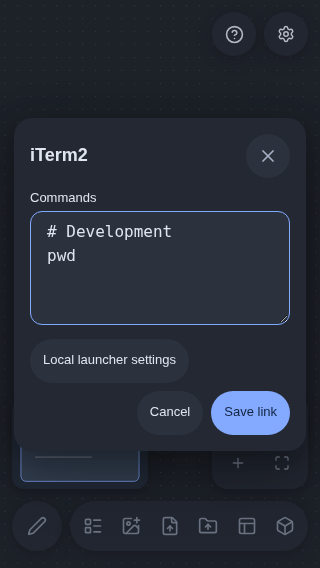 iTerm2
Commands
# Development
pwd
Local launcher settings
Cancel
Save link